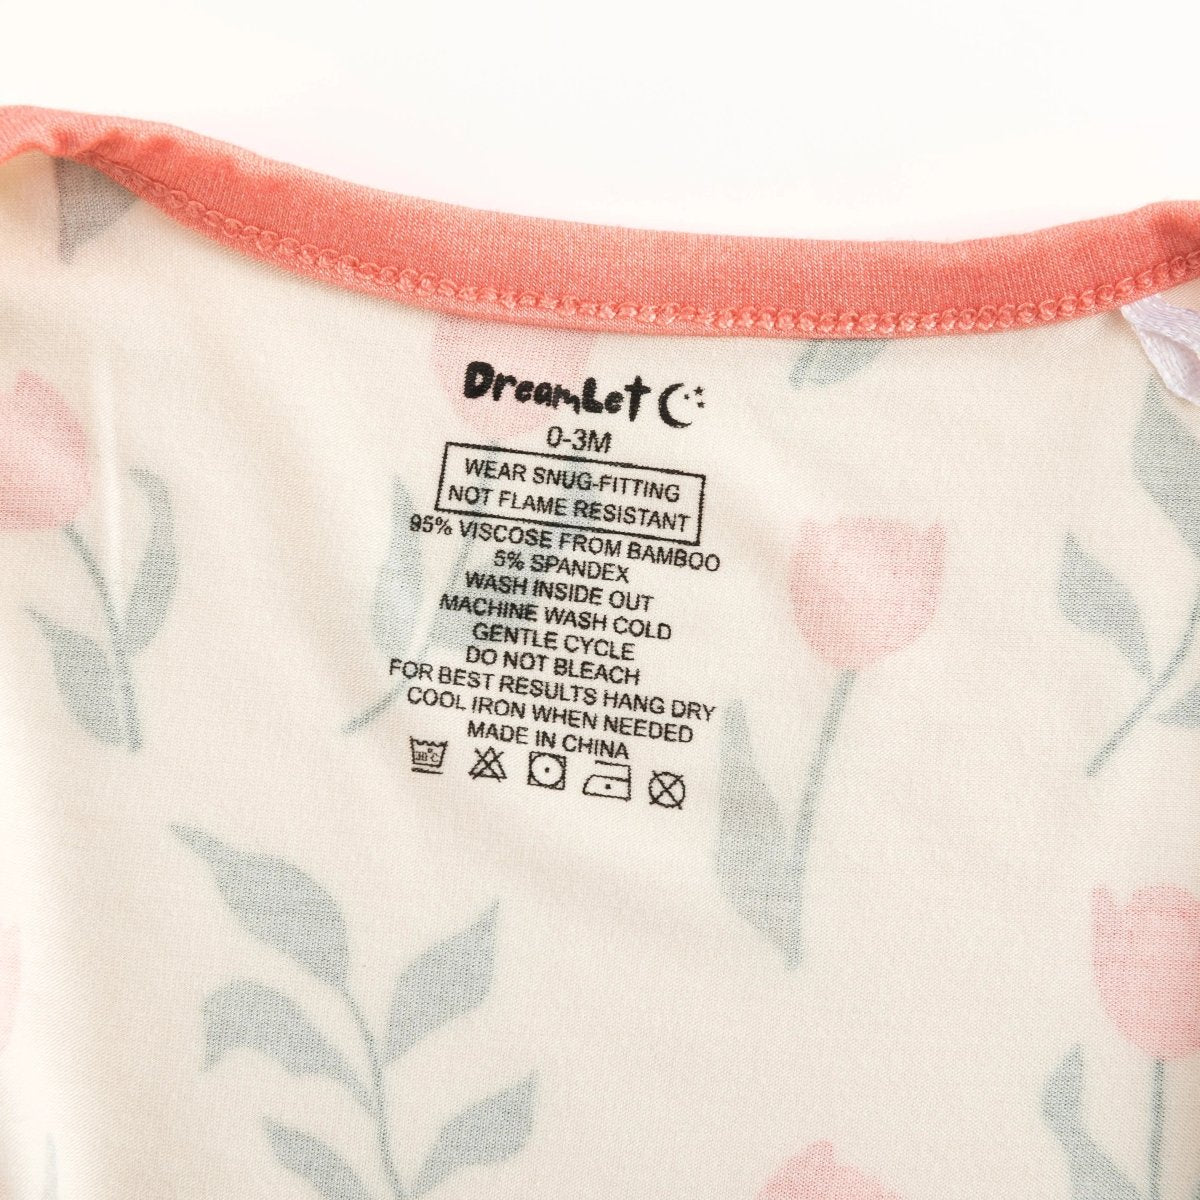 DreamLet
0-3M
WEAR SNUG-FITTING
NOT FLAME RESISTANT
95% VISCOSE FROM BAMBOO
5% SPANDEX
WASH INSIDE OUT
MACHINE WASH COLD
GENTLE CYCLE
DO NOT BLEACH
FOR BEST RESULTS HANG DRY
COOL IRON WHEN NEEDED
MADE IN CHINA
30°C